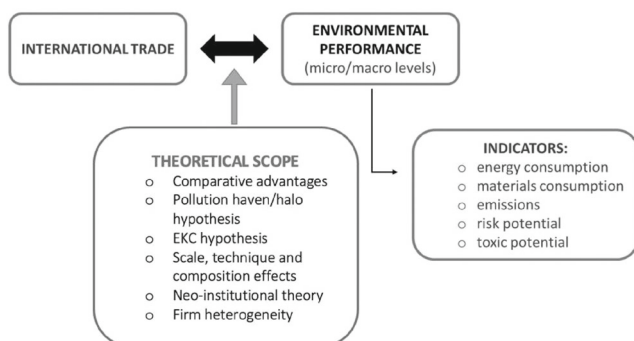 INTERNATIONAL TRADE
ENVIRONMENTAL
PERFORMANCE
(micro/macro levels)
THEORETICAL SCOPE
o Comparative advantages
o Pollution haven/halo
hypothesis
o EKC hypothesis
o Scale, technique and
composition effects
o Neo-institutional theory
o Firm heterogeneity
INDICATORS:
o energy consumption
o materials consumption
o emissions
o risk potential
o toxic potential